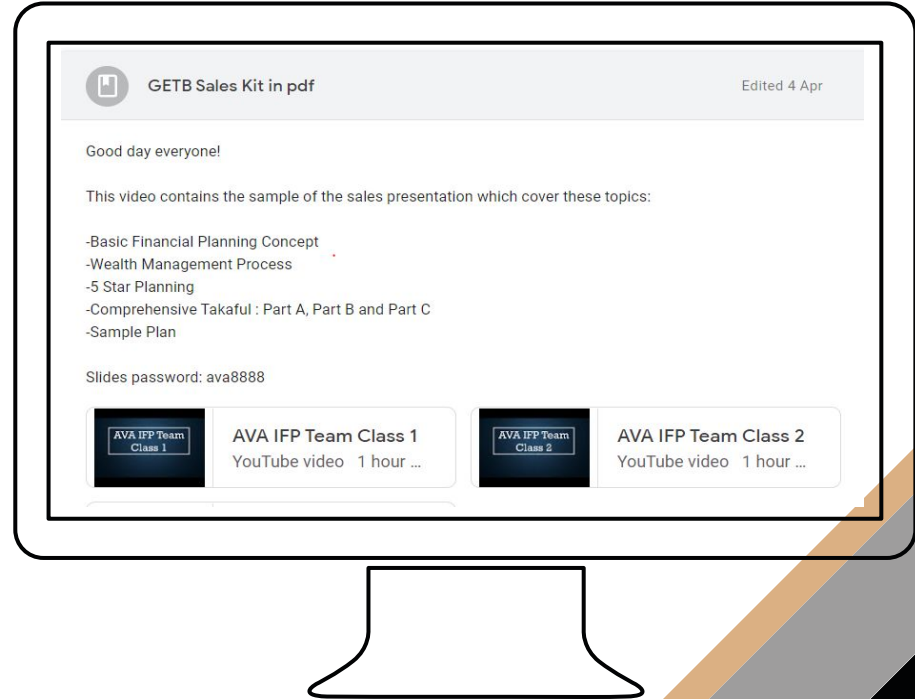 GETB Sales Kit in pdf
Edited 4 Apr
Good day everyone!
This video contains the sample of the sales presentation which cover these topics:
-Basic Financial Planning Concept
-Wealth Management Process
-5 Star Planning
-Comprehensive Takaful : Part A, Part B and Part C
-Sample Plan
Slides password: ava8888
AVA IFP Team
Class 1
AVA IFP Team Class 1
YouTube video 1 hour ...
AVA IFP Team
Class 2
AVA IFP Team Class 2
YouTube video 1 hour ...